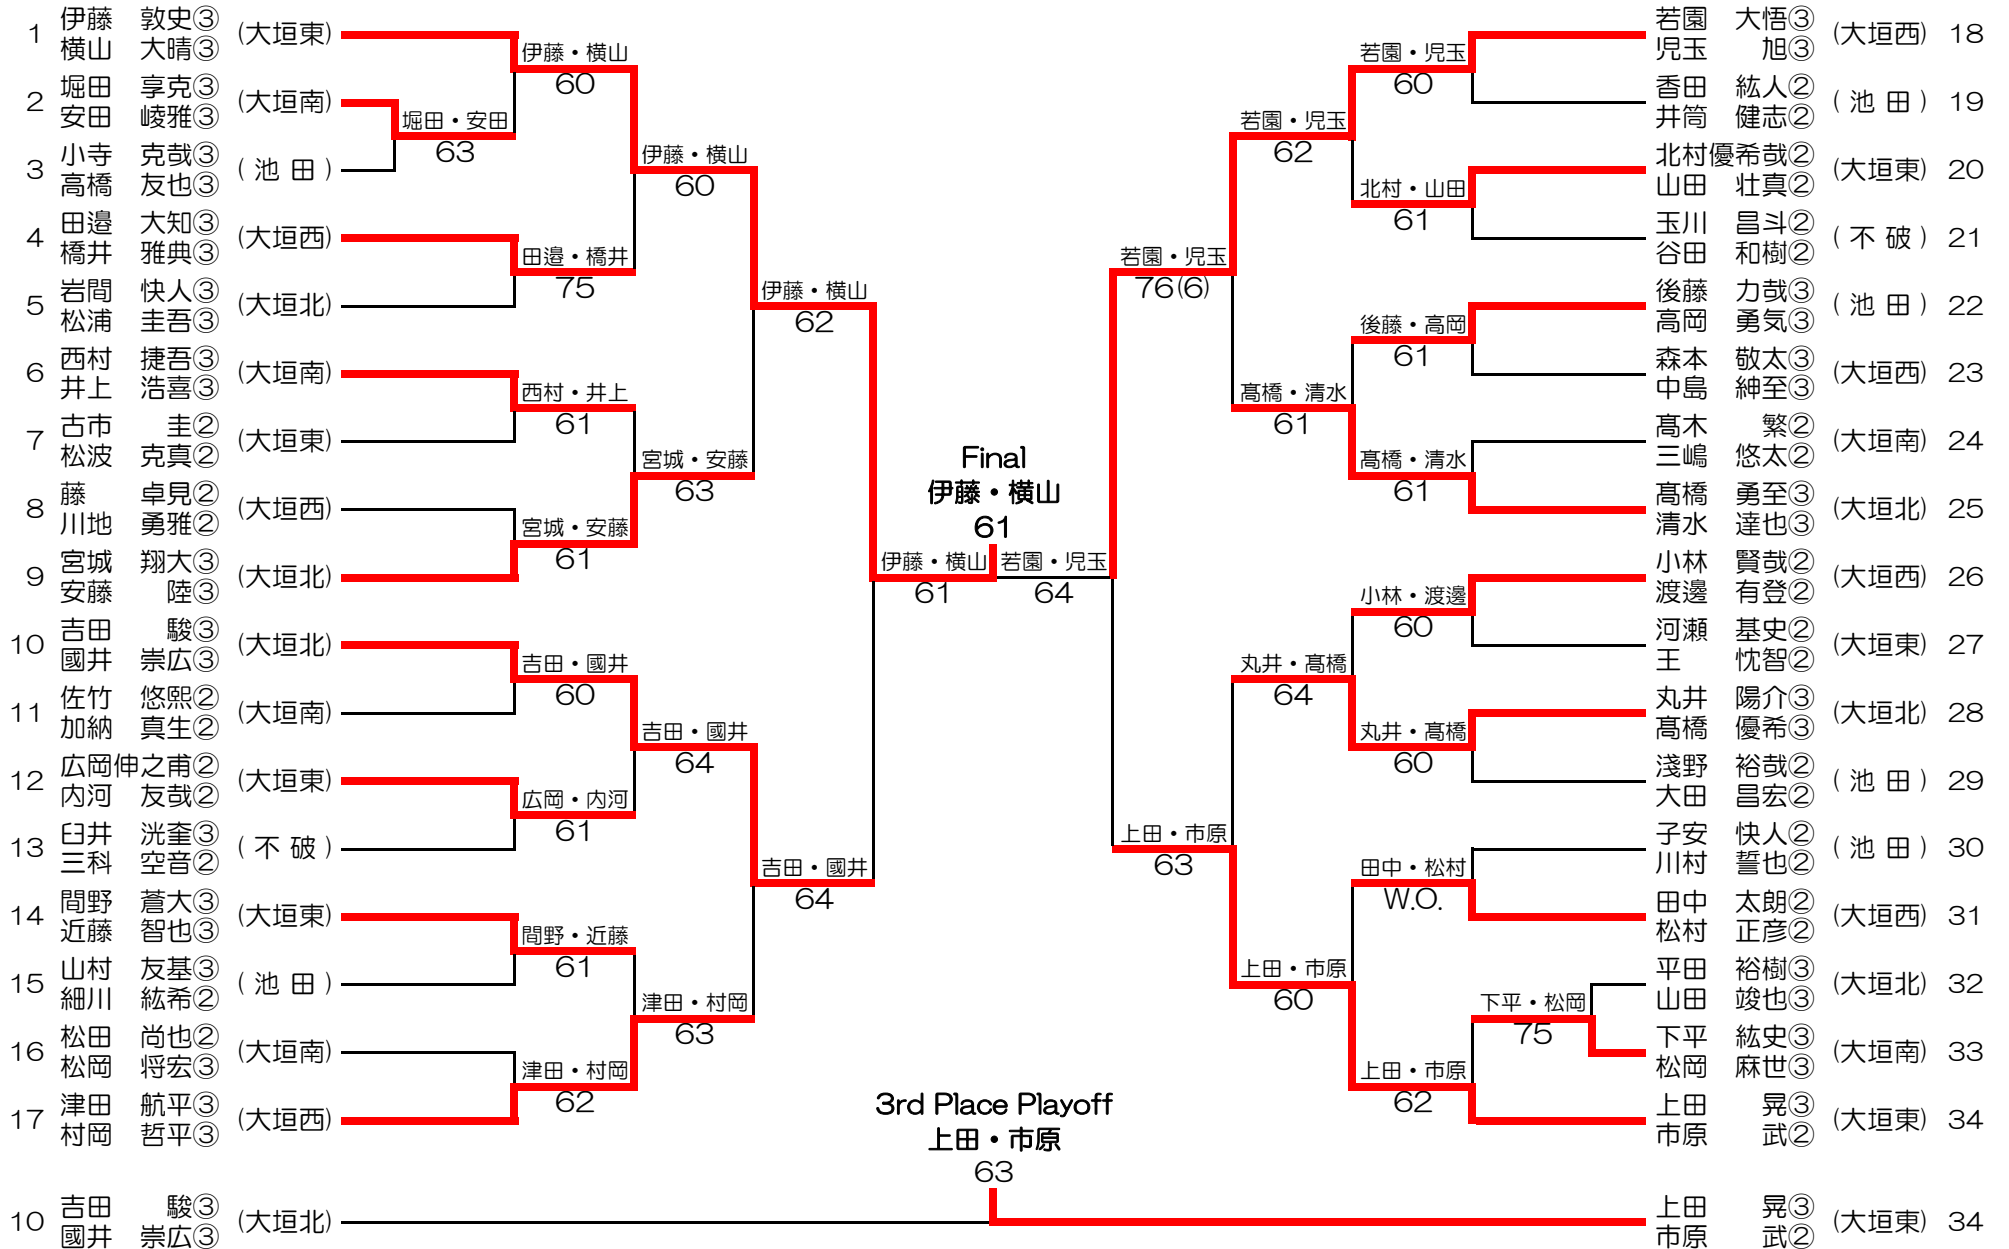 1 伊藤 敦史③ (大垣東)
横山 大晴③
2 堀田 享克③ (大垣南)
安田 崚雅③
3 小寺 克哉③ (池田)
高橋 友也③
4 田邉 大知③ (大垣西)
橋井 雅典③
5 岩間 快人③ (大垣北)
松浦 圭吾③
6 西村 捷吾③ (大垣南)
井上 浩喜③
7 古市 圭② (大垣東)
松波 克真②
8 藤 卓見② (大垣西)
川地 勇雅②
9 宮城 翔大③ (大垣北)
安藤 陸③
10 吉田 駿③ (大垣北)
國井 崇広③
11 佐竹 悠熙② (大垣南)
加納 真生②
12 広岡伸之甫② (大垣東)
内河 友哉②
13 臼井 洸奎③ (不破)
三科 空音②
14 間野 蒼大③ (大垣東)
近藤 智也③
15 山村 友基③ (池田)
細川 紘希②
16 松田 尚也② (大垣南)
松岡 将宏③
17 津田 航平③ (大垣西)
村岡 哲平③
堀田・安田
63
伊藤・横山
60
田邉・橋井
75
西村・井上
61
宮城・安藤
61
吉田・國井
60
広岡・内河
61
間野・近藤
61
津田・村岡
62
伊藤・横山
60
宮城・安藤
63
吉田・國井
64
津田・村岡
63
伊藤・横山
62
吉田・國井
64
伊藤・横山
61
Final
伊藤・横山
61
若園・児玉
64
若園・児玉
76(6)
上田・市原
63
若園・児玉
62
髙橋・清水
61
丸井・髙橋
64
上田・市原
60
若園・児玉
60
北村・山田
61
後藤・高岡
61
髙橋・清水
61
小林・渡邊
60
丸井・髙橋
60
田中・松村
W.O.
上田・市原
62
下平・松岡
75
若園 大悟③ (大垣西) 18
児玉 旭③
香田 紘人② (池田) 19
井筒 健志②
北村優希哉② (大垣東) 20
山田 壮真②
玉川 昌斗② (不破) 21
谷田 和樹②
後藤 力哉③ (池田) 22
高岡 勇気③
森本 敬太③ (大垣西) 23
中島 紳至③
髙木 繁② (大垣南) 24
三嶋 悠太②
髙橋 勇至③ (大垣北) 25
清水 達也③
小林 賢哉② (大垣西) 26
渡邊 有登②
河瀬 基史② (大垣東) 27
王 忱智②
丸井 陽介③ (大垣北) 28
髙橋 優希③
淺野 裕哉② (池田) 29
大田 昌宏②
子安 快人② (池田) 30
川村 誓也②
田中 太朗② (大垣西) 31
松村 正彦②
平田 裕樹③ (大垣北) 32
山田 竣也③
下平 紘史③ (大垣南) 33
松岡 麻世③
上田 晃③ (大垣東) 34
市原 武②
3rd Place Playoff
上田・市原
63
10 吉田 駿③ (大垣北)
國井 崇広③
上田 晃③ (大垣東) 34
市原 武②